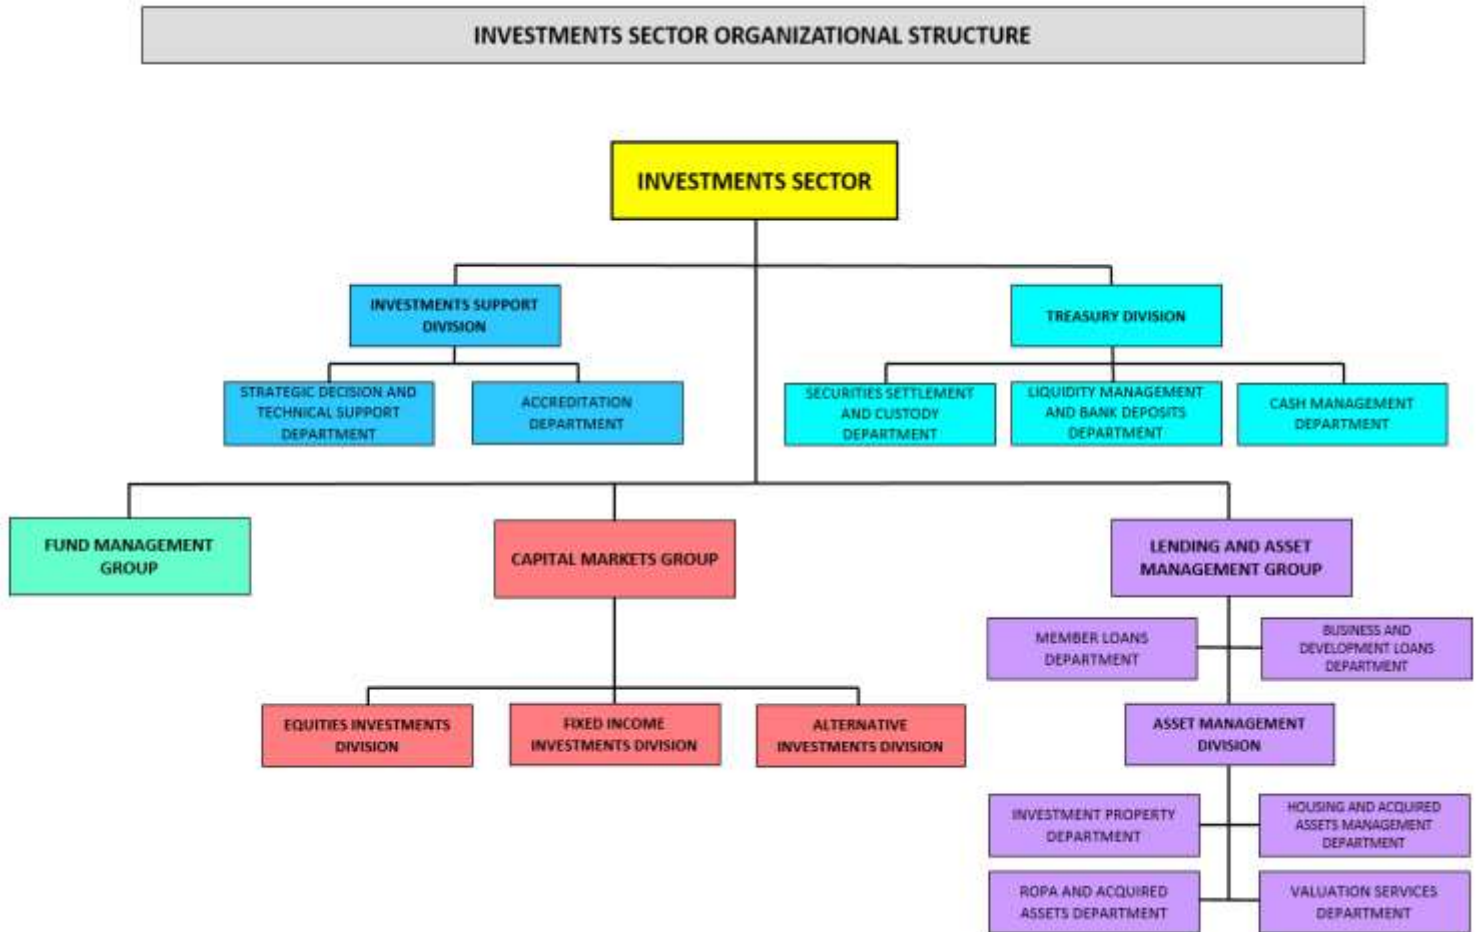 INVESTMENTS SECTOR ORGANIZATIONAL STRUCTURE
INVESTMENTS SECTOR
INVESTMENTS SUPPORT
DIVISION
TREASURY DIVISION
STRATEGIC DECISION AND
TECHNICAL SUPPORT
DEPARTMENT
ACCREDITATION
DEPARTMENT
SECURITIES SETTLEMENT
AND CUSTODY
DEPARTMENT
LIQUIDITY MANAGEMENT
AND BANK DEPOSITS
DEPARTMENT
CASH MANAGEMENT
DEPARTMENT
FUND MANAGEMENT
GROUP
CAPITAL MARKETS GROUP
LENDING AND ASSET
MANAGEMENT GROUP
MEMBER LOANS
DEPARTMENT
BUSINESS AND
DEVELOPMENT LOANS
DEPARTMENT
EQUITIES INVESTMENTS
DIVISION
FIXED INCOME
INVESTMENTS DIVISION
ALTERNATIVE
INVESTMENTS DIVISION
ASSET MANAGEMENT
DIVISION
INVESTMENT PROPERTY
DEPARTMENT
HOUSING AND ACQUIRED
ASSETS MANAGEMENT
DEPARTMENT
ROPA AND ACQUIRED
ASSETS DEPARTMENT
VALUATION SERVICES
DEPARTMENT